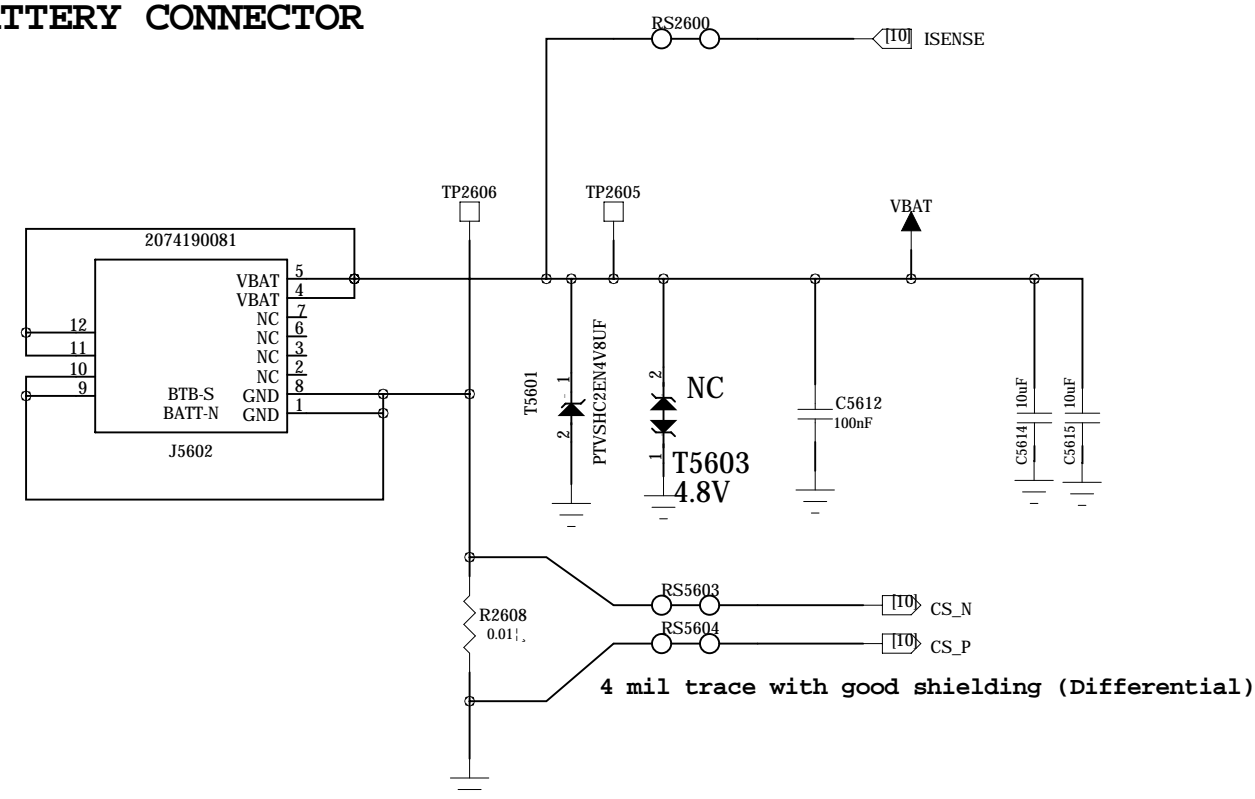 ATTERY CONNECTOR
RS2600
[10] ISENSE
TP2606
TP2605
VBAT
2074190081
VBAT 5
VBAT 4
NC 7
NC 6
NC 3
NC 2
GND 8
GND 1
12
11
10
9
BTB-S
BATT-N
J5602
T5601
1
2
PTVSHC2EN4V8UF
2
NC
1
T5603
4.8V
C5612
100nF
C5614 10uF
C5615 10uF
R2608
0.01
RS5603
[10] CS_N
RS5604
[10] CS_P
4 mil trace with good shielding (Differential)